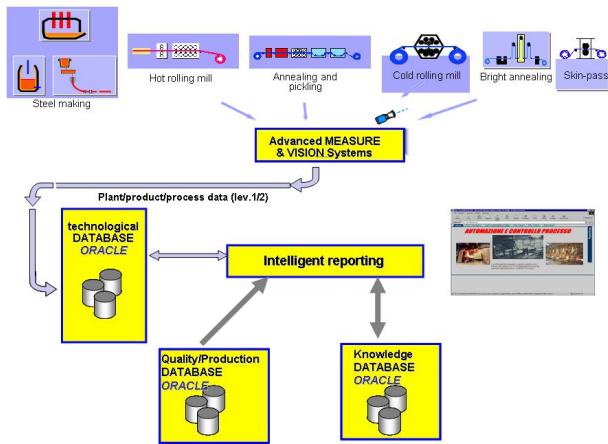 Steel making
Hot rolling mill
Annealing and
pickling
Cold rolling mill
Bright annealing
Skin-pass
Advanced MEASURE
& VISION Systems
Plant/product/process data (lev.1/2)
technological
DATABASE
ORACLE
Intelligent reporting
AUTOMAZIONE E CONTROLLO PROCESSO
Quality/Production
DATABASE
ORACLE
Knowledge
DATABASE
ORACLE